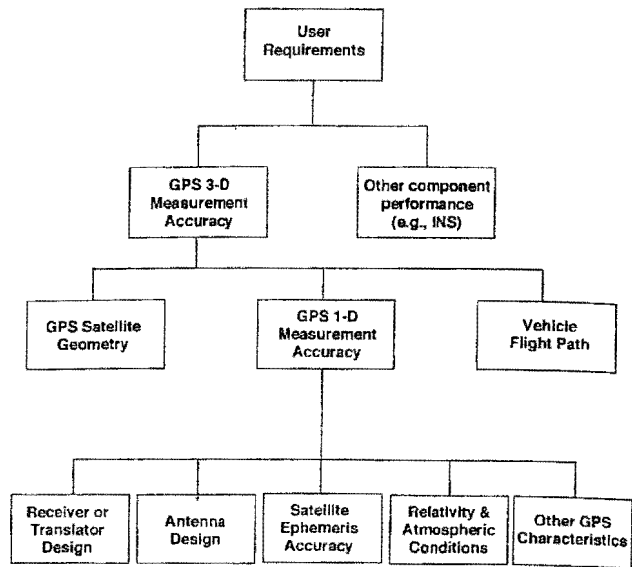 User
Requirements
GPS 3-D
Measurement
Accuracy
Other component
performance
(e.g., INS)
GPS Satellite
Geometry
GPS 1-D
Measurement
Accuracy
Vehicle
Flight Path
Receiver or
Translator
Design
Antenna
Design
Satellite
Ephemeris
Accuracy
Relativity &
Atmospheric
Conditions
Other GPS
Characteristics